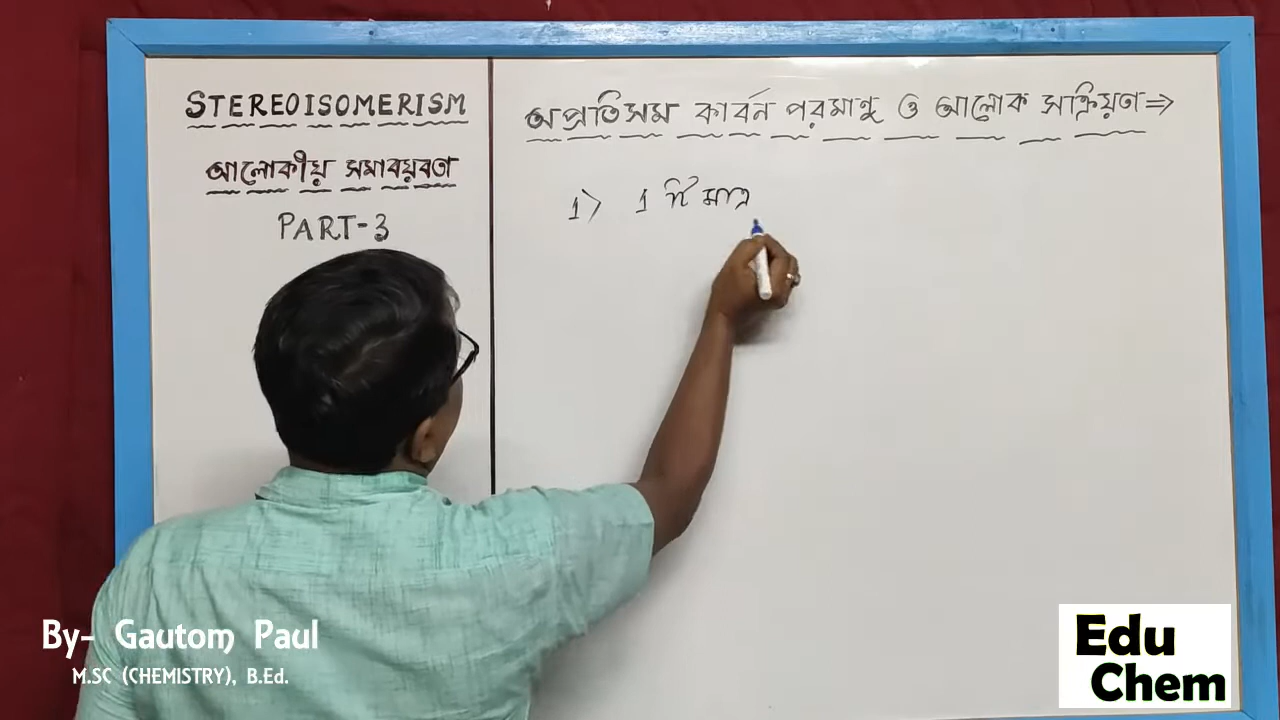 STEREOISOMERISM
আলোকীয় সমাবয়বতা
PART-3
অপ্রতিসম কার্বন পরমাণু ও আলোক সক্রিয়তা ⇒
1> 1 টি মাত্র
By- Gautom Paul
M.SC (CHEMISTRY), B.Ed.
Edu
Chem